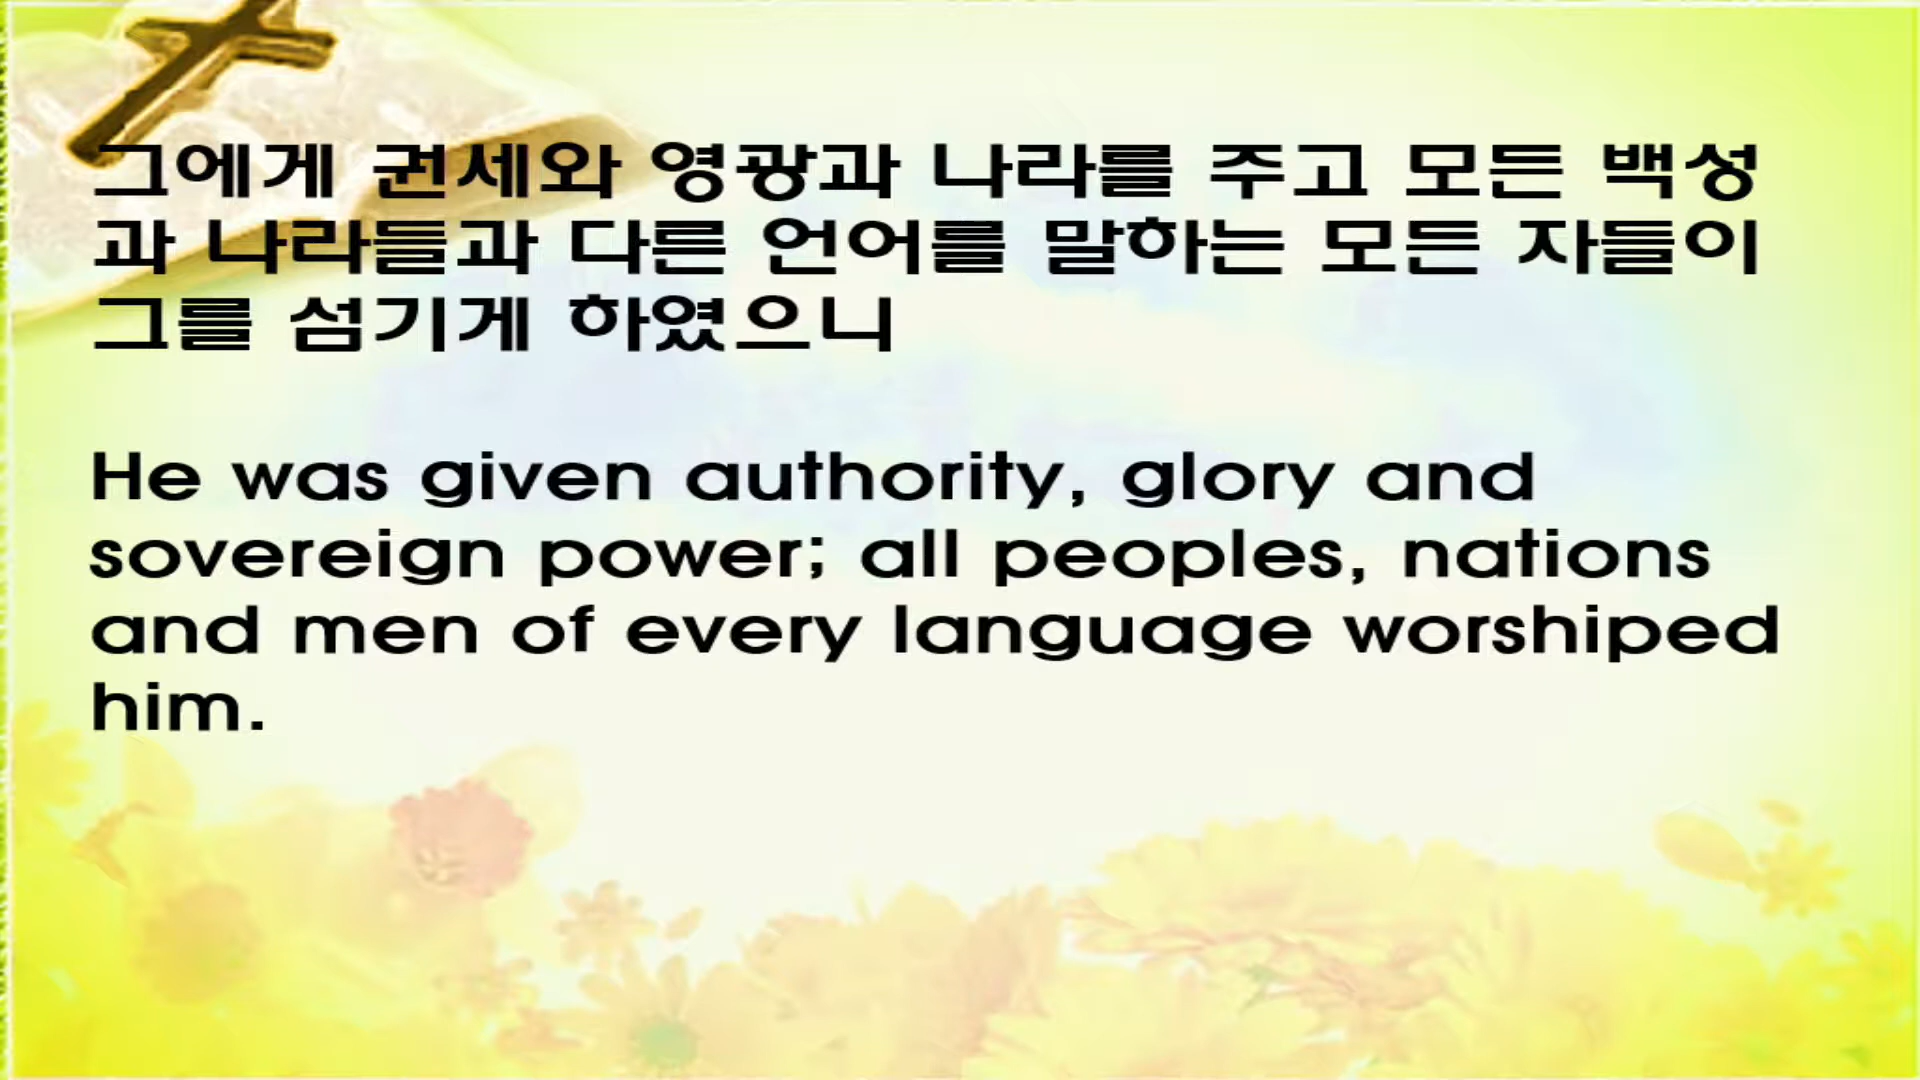 그에게 권세와 영광과 나라를 주고 모든 백성
과 나라들과 다른 언어를 말하는 모든 자들이
그를 섬기게 하였으니
He was given authority, glory and
sovereign power; all peoples, nations
and men of every language worshiped
him.